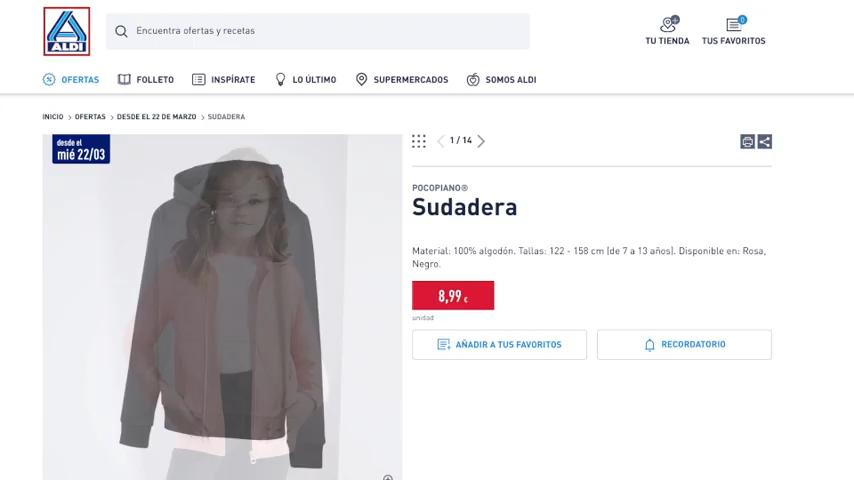 ALDI
Encuentra ofertas y recetas
TU TIENDA
0
TUS FAVORITOS
OFERTAS
FOLLETO
INSPÍRATE
LO ÚLTIMO
SUPERMERCADOS
SOMOS ALDI
INICIO > OFERTAS > DESDE EL 22 DE MARZO > SUDADERA
desde el
mié 22/03
1 / 14
POCOPIANO®
Sudadera
Material: 100% algodón. Tallas: 122 - 158 cm [de 7 a 13 años]. Disponible en: Rosa,
Negro.
8,99 €
unidad
AÑADIR A TUS FAVORITOS
RECORDATORIO